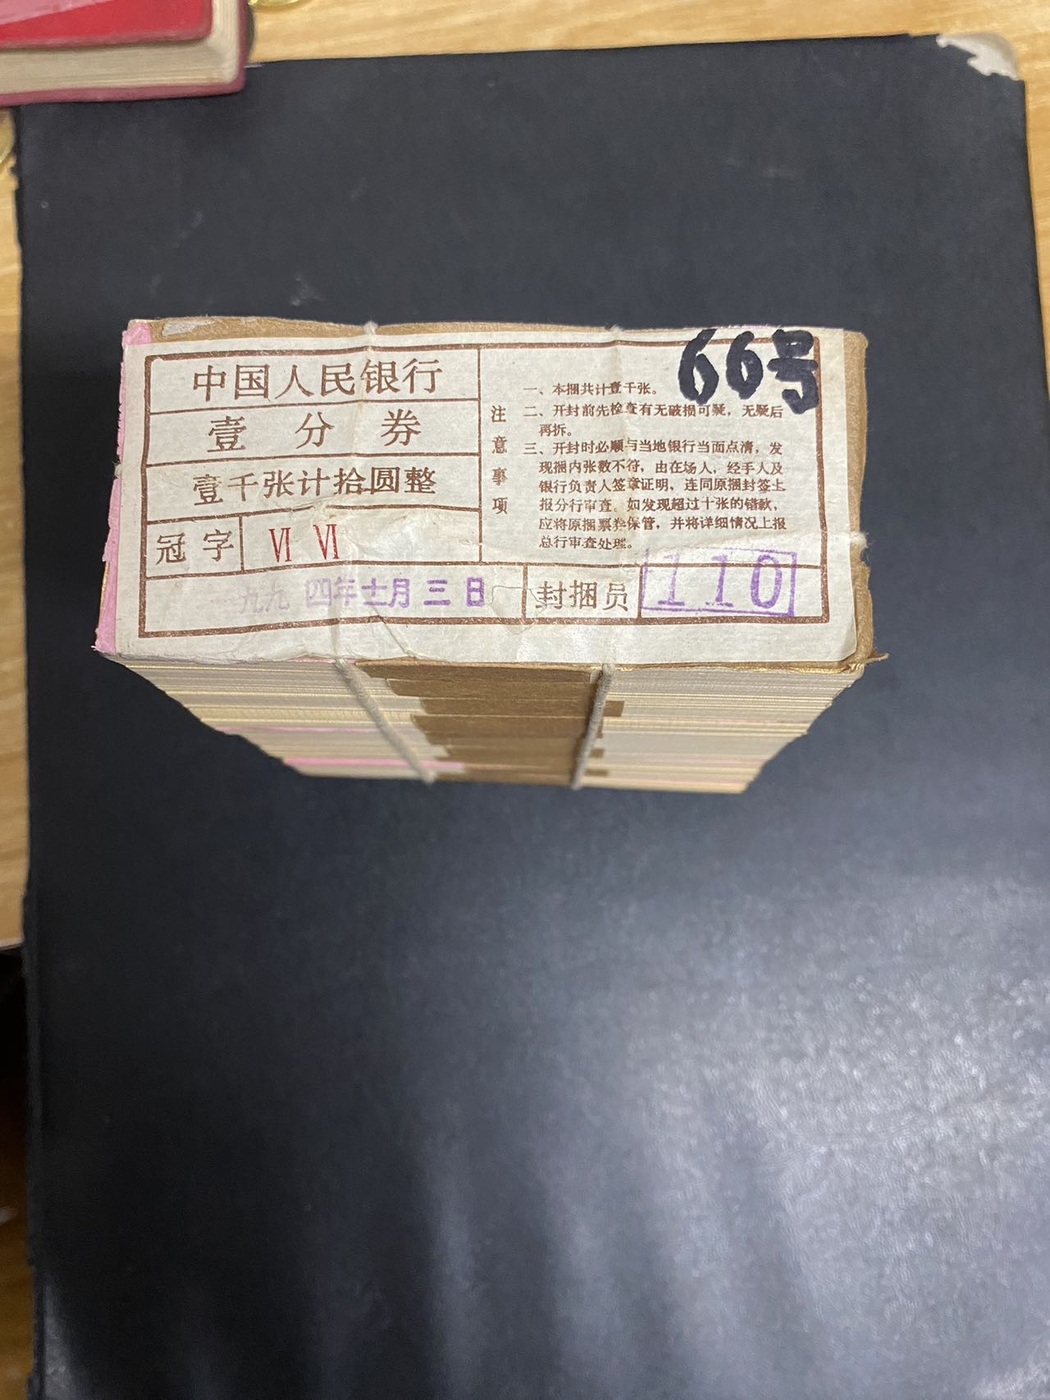 中国人民银行
壹分券
壹千张计拾圆整
冠字 Ⅵ Ⅵ
九九四年十一月三日
封捆员 110
66号
注意事项
一、本捆共计壹千张。
二、开封前先检查有无破损可疑，无疑后
再拆。
三、开封时必顺与当地银行当面点清，发
现捆内张数不符，由在场人，经手人及
银行负责人签章证明，连同原捆封签上
报分行审查。如发现超过十张的错款，
应将原捆票券保管，并将详细情况上报
总行审查处理。